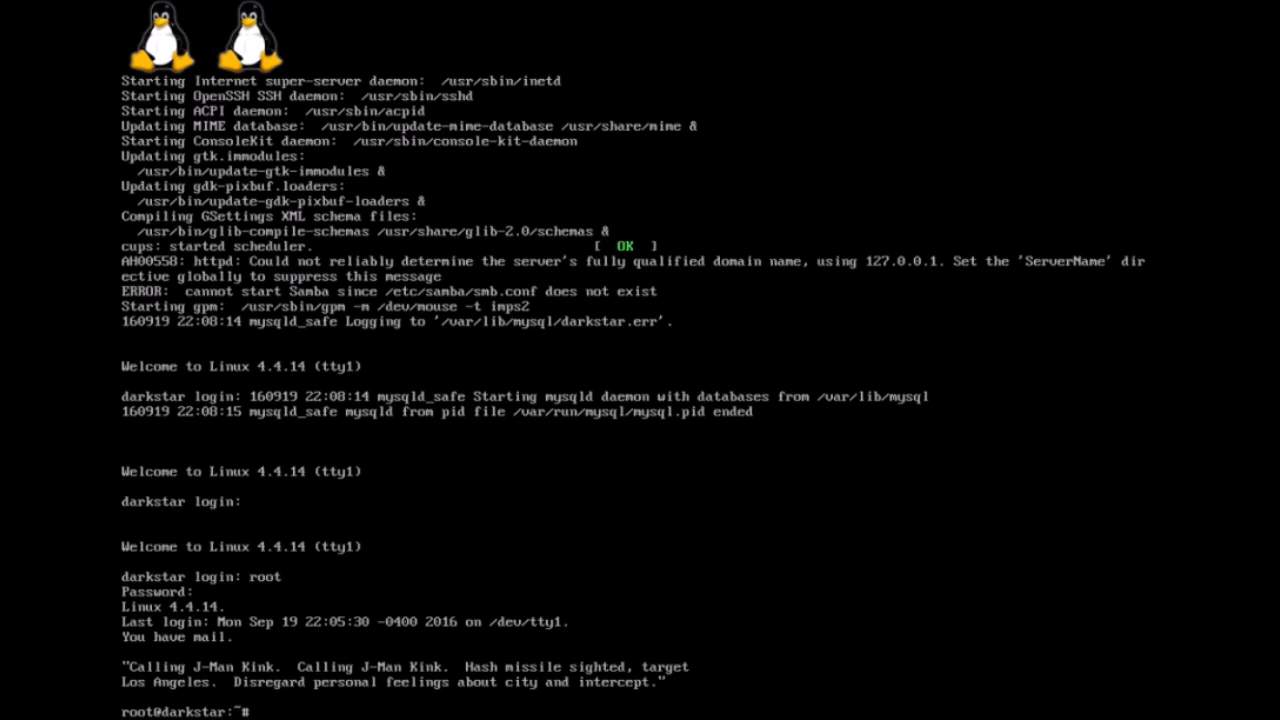 Starting Internet super-server daemon:  /usr/sbin/inetd
Starting OpenSSH SSH daemon:  /usr/sbin/sshd
Starting ACPI daemon:  /usr/sbin/acpid
Updating MIME database:  /usr/bin/update-mime-database /usr/share/mime &
Starting ConsoleKit daemon:  /usr/sbin/console-kit-daemon
Updating gtk.immodules:
  /usr/bin/update-gtk-immodules &
Updating gdk-pixbuf.loaders:
  /usr/bin/update-gdk-pixbuf-loaders &
Compiling GSettings XML schema files:
  /usr/bin/glib-compile-schemas /usr/share/glib-2.0/schemas &
cups: started scheduler.                                   [  OK  ]
AH00558: httpd: Could not reliably determine the server's fully qualified domain name, using 127.0.0.1. Set the 'ServerName' dir
ective globally to suppress this message
ERROR:  cannot start Samba since /etc/samba/smb.conf does not exist
Starting gpm:  /usr/sbin/gpm -m /dev/mouse -t imps2
160919 22:08:14 mysqld_safe Logging to '/var/lib/mysql/darkstar.err'.
Welcome to Linux 4.4.14 (tty1)
darkstar login: 160919 22:08:14 mysqld_safe Starting mysqld daemon with databases from /var/lib/mysql
160919 22:08:15 mysqld_safe mysqld from pid file /var/run/mysql/mysql.pid ended
Welcome to Linux 4.4.14 (tty1)
darkstar login:
Welcome to Linux 4.4.14 (tty1)
darkstar login: root
Password:
Linux 4.4.14.
Last login: Mon Sep 19 22:05:30 -0400 2016 on /dev/tty1.
You have mail.
"Calling J-Man Kink.  Calling J-Man Kink.  Hash missile sighted, target
Los Angeles.  Disregard personal feelings about city and intercept."
root@darkstar:~#